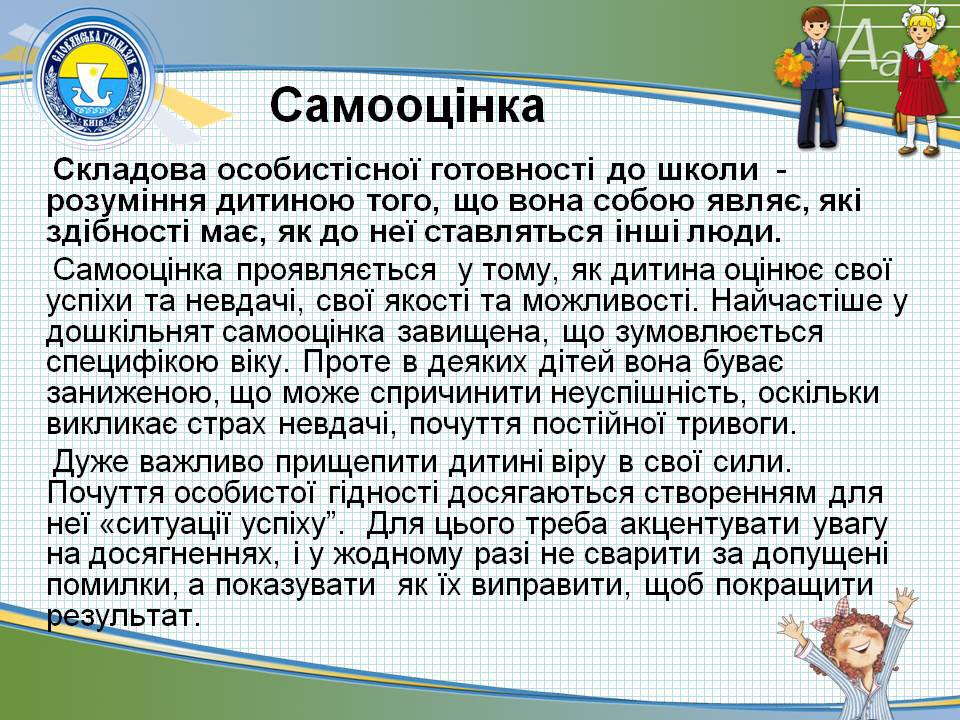 СЛОВ'ЯНСЬКА ГІМНАЗІЯ
КИЇВ
Аа
Самооцінка
Складова особистісної готовності до школи -
розуміння дитиною того, що вона собою являє, які
здібності має, як до неї ставляться інші люди.
Самооцінка проявляється у тому, як дитина оцінює свої
успіхи та невдачі, свої якості та можливості. Найчастіше у
дошкільнят самооцінка завищена, що зумовлюється
специфікою віку. Проте в деяких дітей вона буває
заниженою, що може спричинити неуспішність, оскільки
викликає страх невдачі, почуття постійної тривоги.
Дуже важливо прищепити дитині віру в свої сили.
Почуття особистої гідності досягаються створенням для
неї «ситуації успіху”. Для цього треба акцентувати увагу
на досягненнях, і у жодному разі не сварити за допущені
помилки, а показувати як їх виправити, щоб покращити
результат.